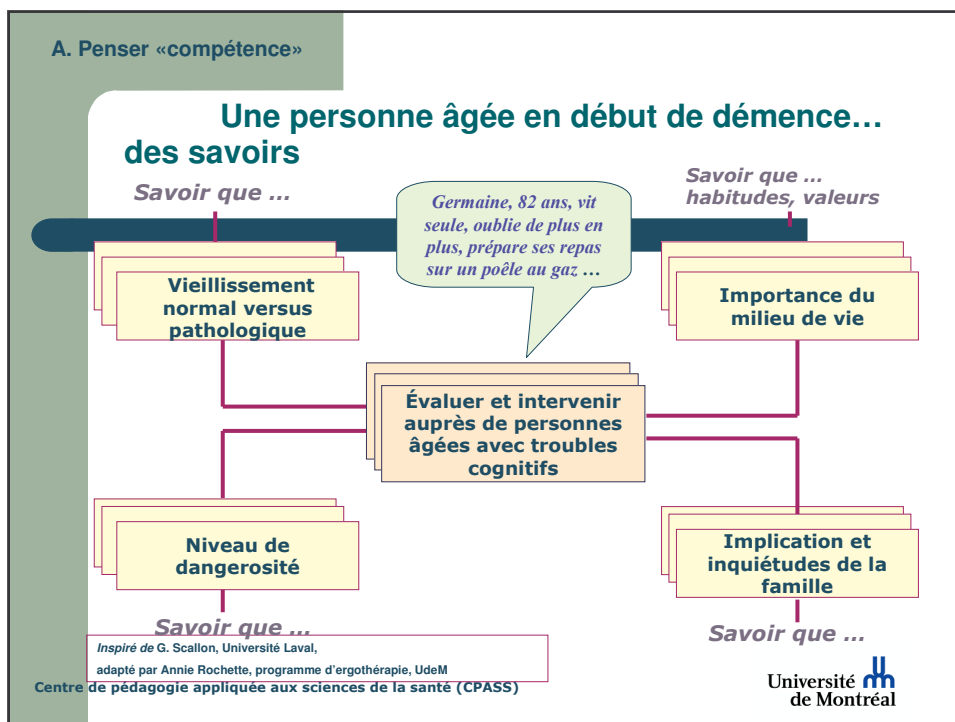 A. Penser «compétence»
Une personne âgée en début de démence…
des savoirs
Savoir que …
Germaine, 82 ans, vit
seule, oublie de plus en
plus, prépare ses repas
sur un poêle au gaz …
Savoir que …
habitudes, valeurs
Vieillissement
normal versus
pathologique
Importance du
milieu de vie
Évaluer et intervenir
auprès de personnes
âgées avec troubles
cognitifs
Niveau de
dangerosité
Implication et
inquiétudes de la
famille
Savoir que …
Savoir que …
Inspiré de G. Scallon, Université Laval,
adapté par Annie Rochette, programme d'ergothérapie, UdeM
Centre de pédagogie appliquée aux sciences de la santé (CPASS)
Université
de Montréal